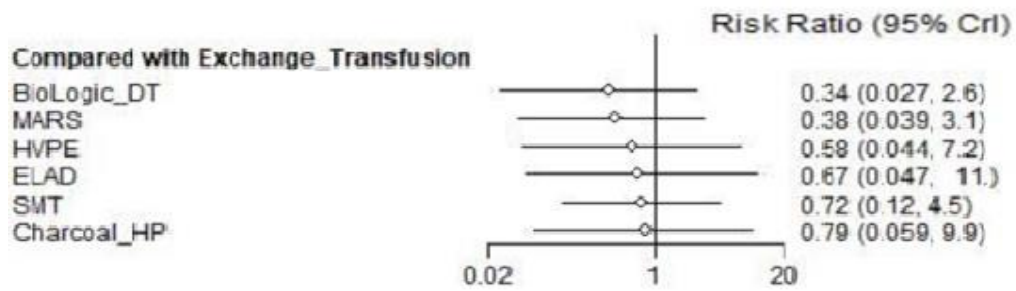 Risk Ratio (95% CrI)
Compared with Exchange_Transfusion
BioLogic_DT 0.34 (0.027, 2.6)
MARS 0.38 (0.039, 3.1)
HVPE 0.58 (0.044, 7.2)
ELAD 0.67 (0.047, 11.)
SMT 0.72 (0.12, 4.5)
Charcoal_HP 0.79 (0.059, 9.9)
0.02 1 20